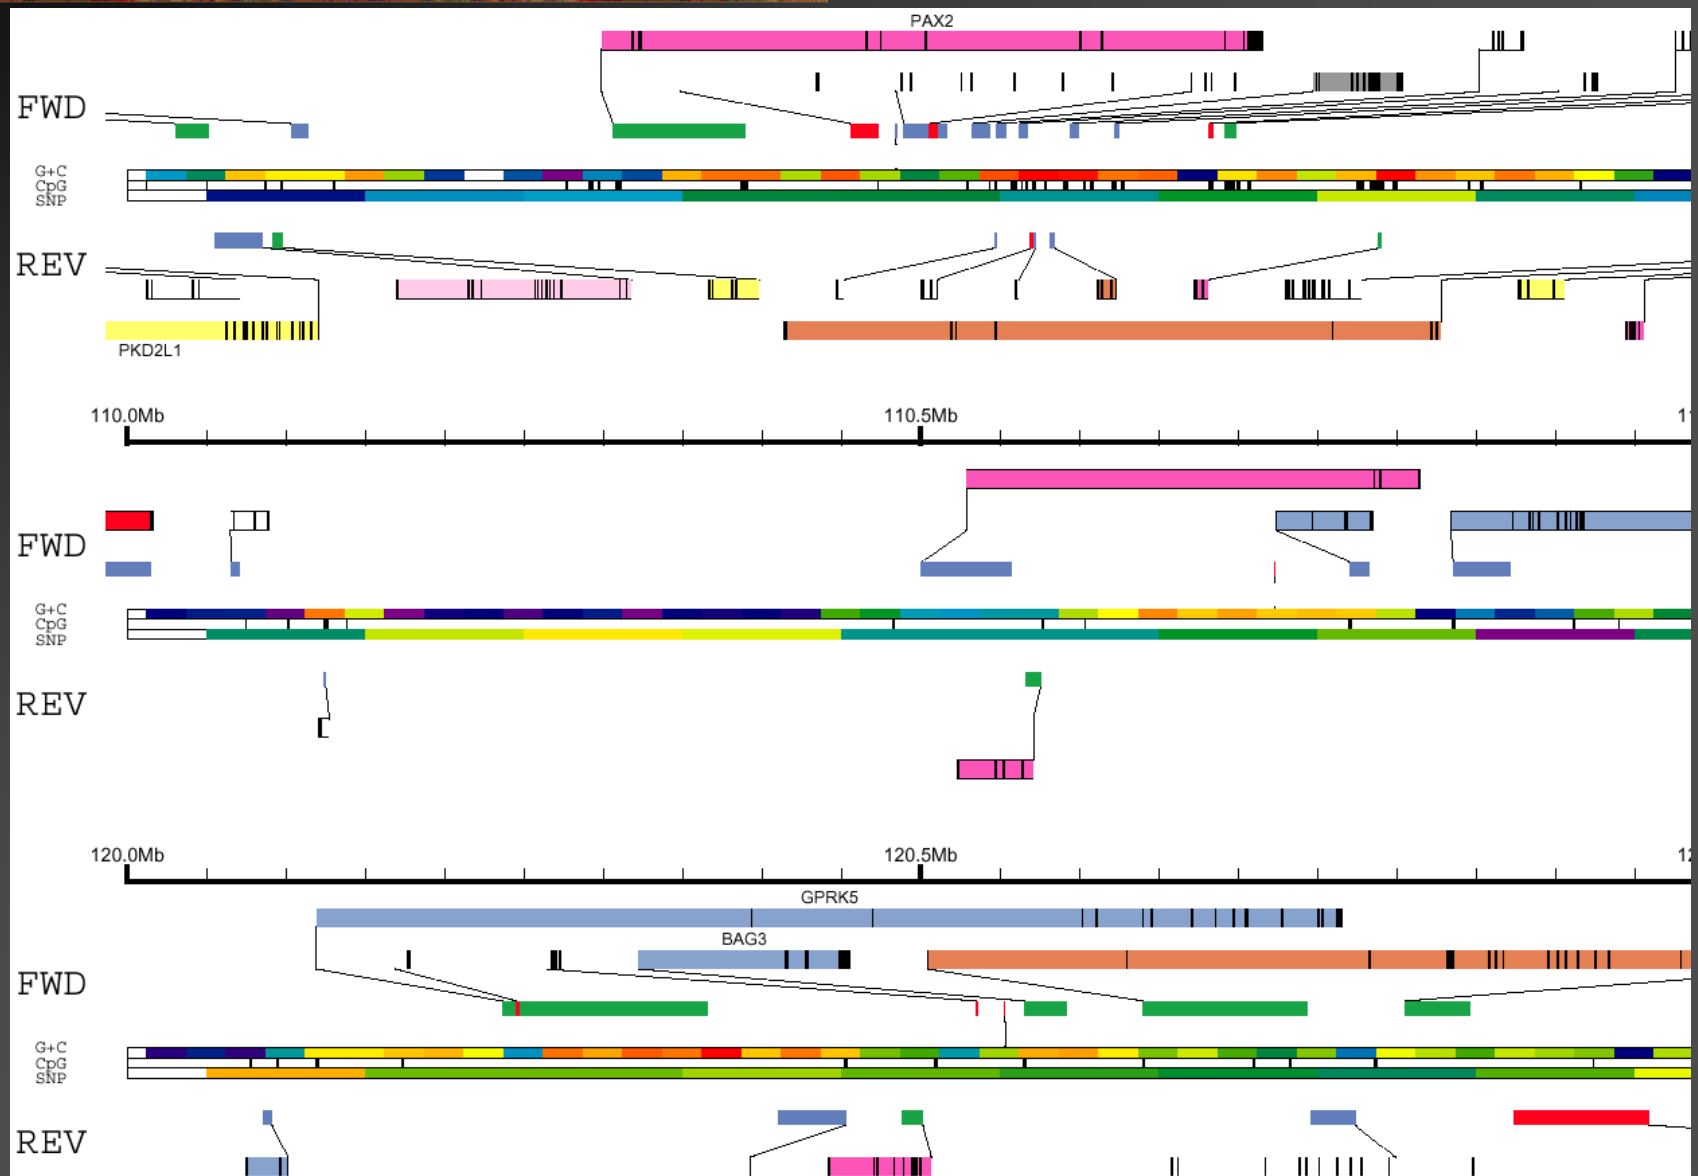 PAX2
FWD
G+C
CpG
SNP
REV
PKD2L1
110.0Mb 110.5Mb
FWD
G+C
CpG
SNP
REV
120.0Mb 120.5Mb
GPRK5
BAG3
FWD
G+C
CpG
SNP
REV